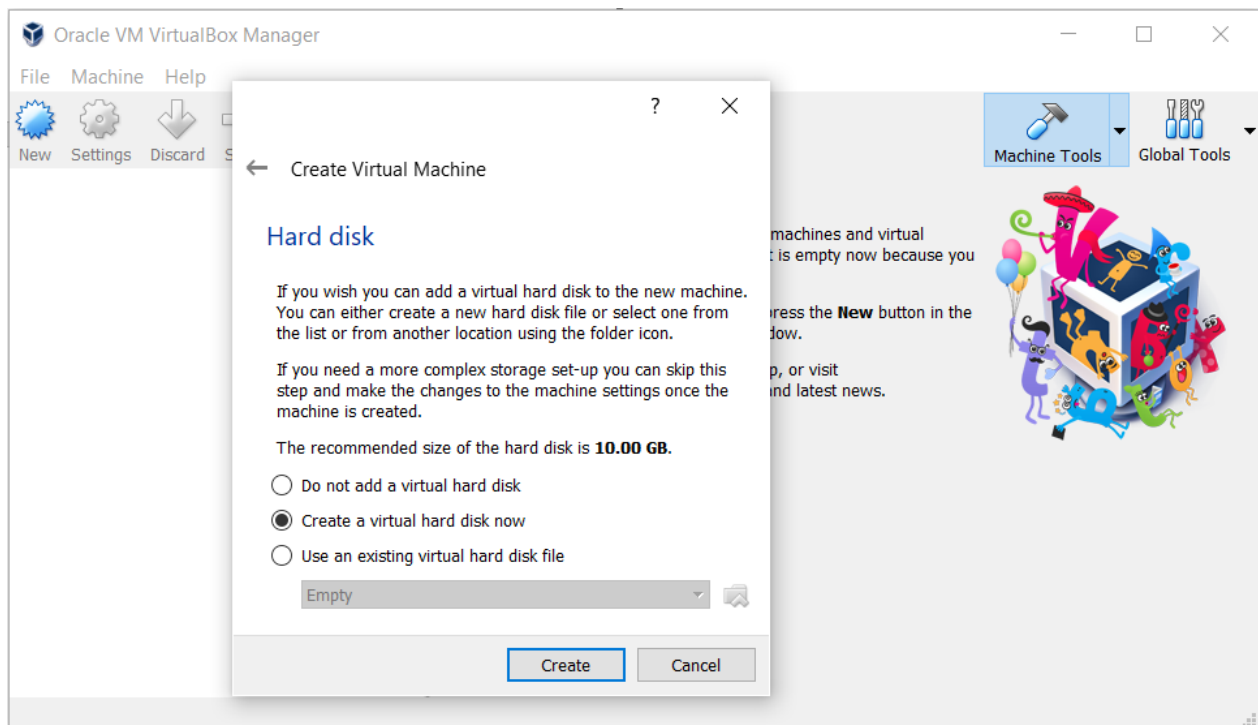 Oracle VM VirtualBox Manager
File Machine Help
New Settings Discard S
Machine Tools Global Tools
?
Create Virtual Machine
Hard disk
If you wish you can add a virtual hard disk to the new machine.
You can either create a new hard disk file or select one from
the list or from another location using the folder icon.
If you need a more complex storage set-up you can skip this
step and make the changes to the machine settings once the
machine is created.
The recommended size of the hard disk is 10.00 GB.
Do not add a virtual hard disk
Create a virtual hard disk now
Use an existing virtual hard disk file
Empty
Create Cancel
machines and virtual
t is empty now because you
press the New button in the
dow.
p, or visit
and latest news.